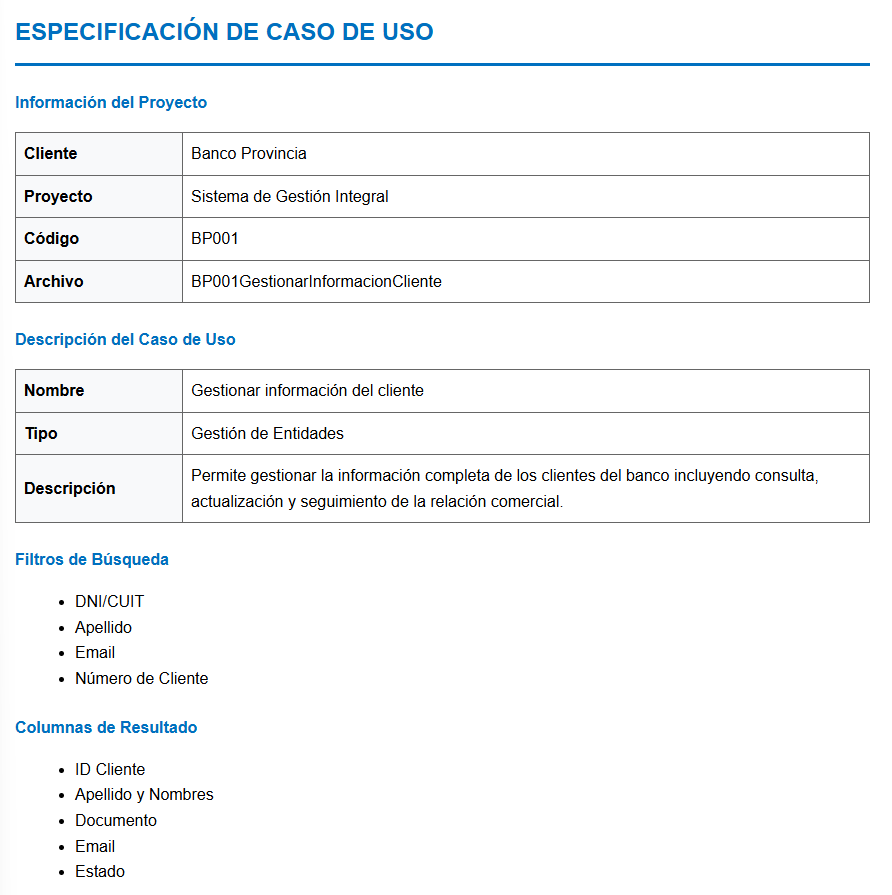 ESPECIFICACIÓN DE CASO DE USO
Información del Proyecto
Cliente Banco Provincia
Proyecto Sistema de Gestión Integral
Código BP001
Archivo BP001GestionarInformacionCliente
Descripción del Caso de Uso
Nombre Gestionar información del cliente
Tipo Gestión de Entidades
Descripción Permite gestionar la información completa de los clientes del banco incluyendo consulta,
actualización y seguimiento de la relación comercial.
Filtros de Búsqueda
• DNI/CUIT
• Apellido
• Email
• Número de Cliente
Columnas de Resultado
• ID Cliente
• Apellido y Nombres
• Documento
• Email
• Estado